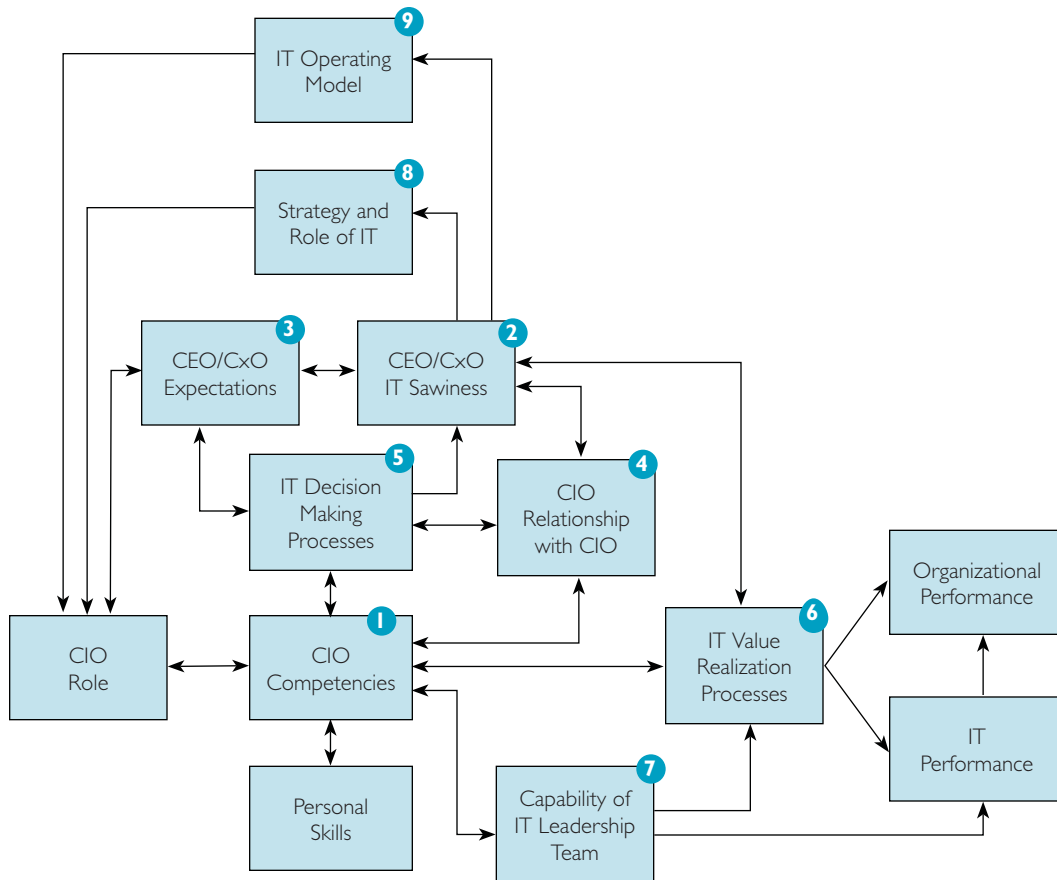 9
IT Operating
Model
8
Strategy and
Role of IT
3
CEO/CxO
Expectations
2
CEO/CxO
IT Sawiness
5
IT Decision
Making
Processes
4
CIO
Relationship
with CIO
CIO
Role
1
CIO
Competencies
6
IT Value
Realization
Processes
Organizational
Performance
IT
Performance
Personal
Skills
7
Capability of
IT Leadership
Team